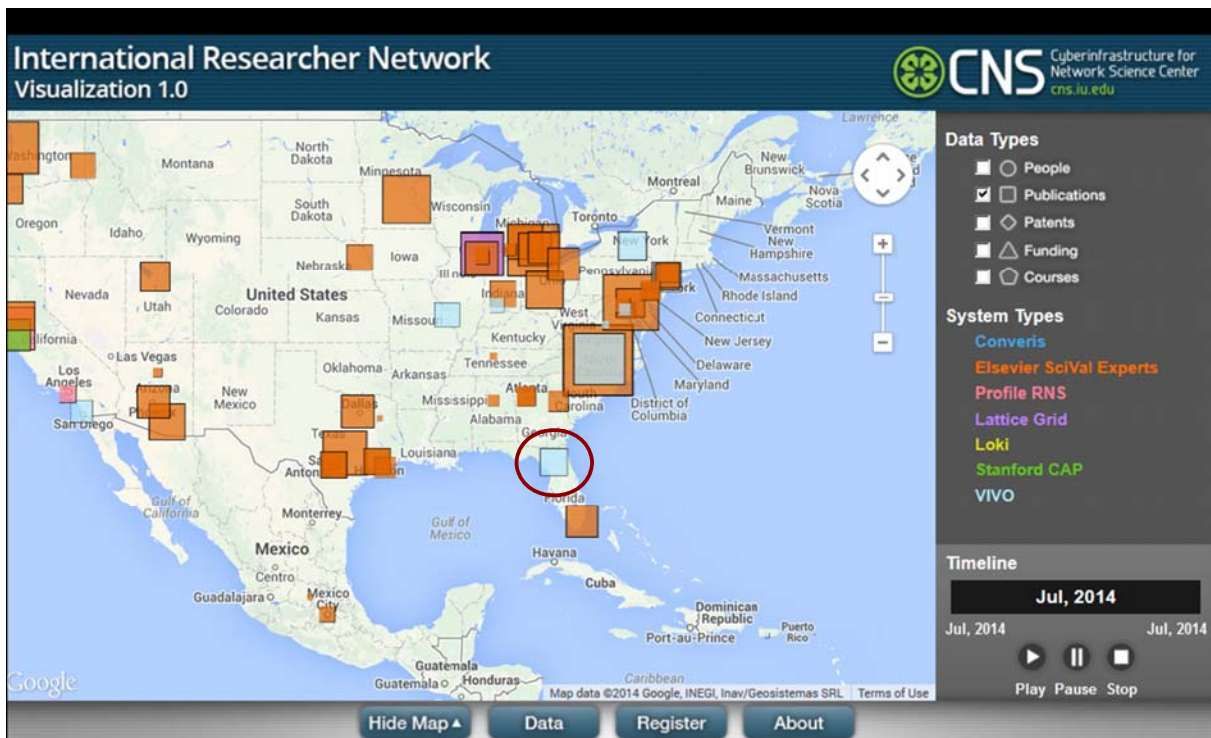 International Researcher Network
Visualization 1.0
CNS
Cyberinfrastructure for
Network Science Center
cns.iu.edu
Lawrence
North
Dakota
Montana
Minnesota
New
Brunswick
Montreal
Maine
Nova
Scotia
South
Dakota
Wisconsin
Michigan
Toronto
Vermont
New
Hampshire
Oregon
Idaho
Wyoming
New York
Iowa
Nebraska
Massachusetts
Rhode Island
Nevada
Utah
United States
Colorado
Kansas
Indiana
West
Connecticut
New Jersey
Kentucky
Las Vegas
Delaware
Maryland
Los
Angeles
Oklahoma
Arkansas
Tennessee
North
New
Mexico
Dallas
Mississippi
Atlanta
Carolina
District of
Columbia
San Diego
Alabama
Georgia
Louisiana
Gulf of
California
Florida
Monterrey
Gulf of
Mexico
Mexico
Havana
Centro
Cuba
Guadalajara
Mexico
City
Dominican
Republic
Puerto
Rico
Port-au-Prince
Guatemala
Guatemala
Honduras
Caribbean
Google
Map data ©2014 Google, INEGI, Inav/Geosistemas SRL
Terms of Use
Data Types
People
Publications
Patents
Funding
Courses
System Types
Converis
Elsevier SciVal Experts
Profile RNS
Lattice Grid
Loki
Stanford CAP
VIVO
Timeline
Jul, 2014
Jul, 2014 Jul, 2014
Play Pause Stop
Hide Map Data Register About